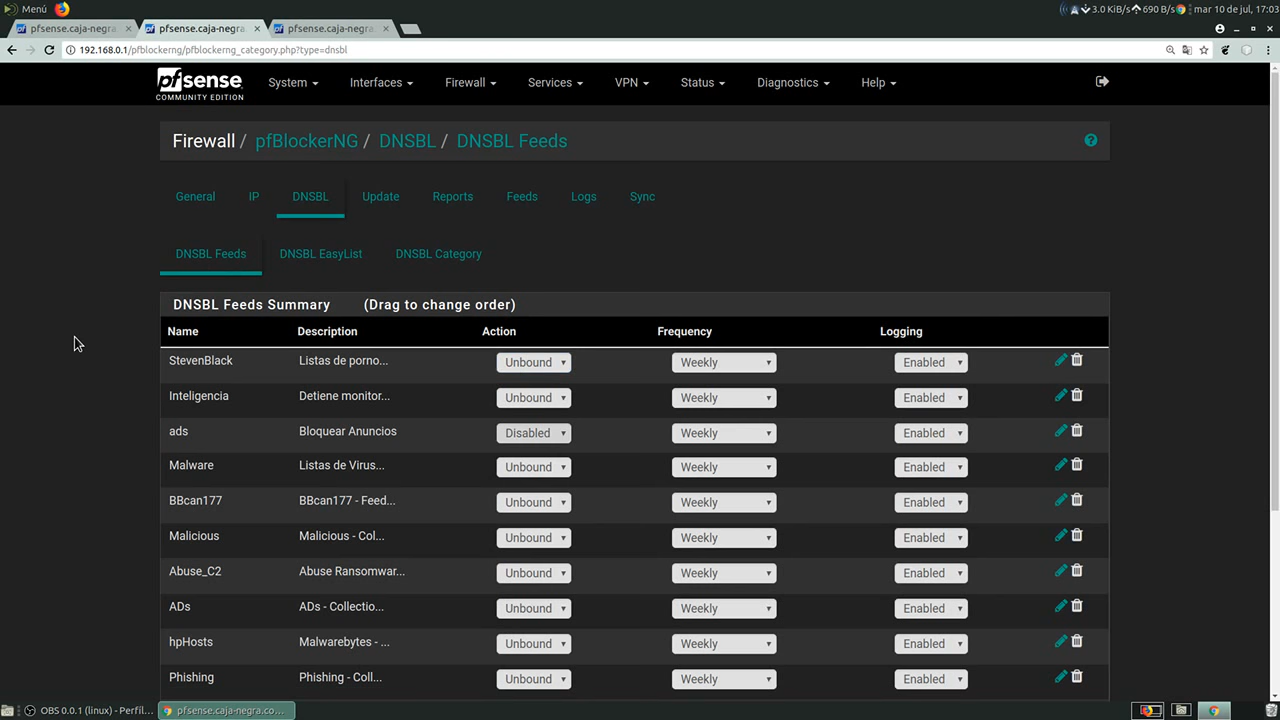 Menú
3.0 KiB/s 690 B/s mar 10 de jul, 17:03
pfsense.caja-negra. × pfsense.caja-negra. × pfsense.caja-negra. ×
192.168.0.1/pfblockerng/pfblockerng_category.php?type=dnsbl
pfsense
COMMUNITY EDITION
System Interfaces Firewall Services VPN Status Diagnostics Help
Firewall / pfBlockerNG / DNSBL / DNSBL Feeds
General IP DNSBL Update Reports Feeds Logs Sync
DNSBL Feeds DNSBL EasyList DNSBL Category
DNSBL Feeds Summary (Drag to change order)
Name Description Action Frequency Logging
StevenBlack Listas de porno... Unbound Weekly Enabled
Inteligencia Detiene monitor... Unbound Weekly Enabled
ads Bloquear Anuncios Disabled Weekly Enabled
Malware Listas de Virus... Unbound Weekly Enabled
BBcan177 BBcan177 - Feed... Unbound Weekly Enabled
Malicious Malicious - Col... Unbound Weekly Enabled
Abuse_C2 Abuse Ransomwar... Unbound Weekly Enabled
ADs ADs - Collectio... Unbound Weekly Enabled
hpHosts Malwarebytes - ... Unbound Weekly Enabled
Phishing Phishing - Coll... Unbound Weekly Enabled
OBS 0.0.1 (linux) - Perfil... pfsense.caja-negra.co...